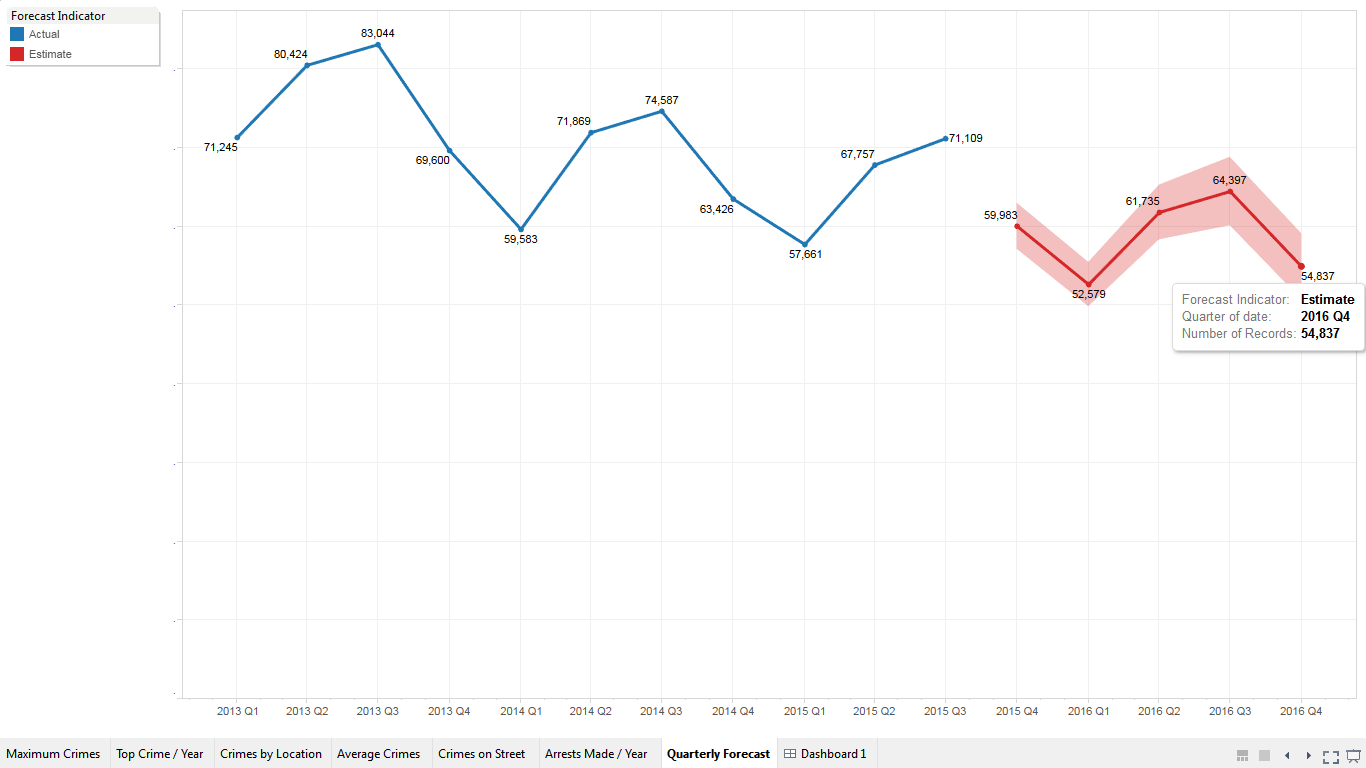 Forecast Indicator
Actual
Estimate
83,044
80,424
74,587
71,869
71,245
71,109
67,757
69,600
64,397
61,735
63,426
59,983
59,583
57,661
54,837
52,579
Forecast Indicator: Estimate
Quarter of date: 2016 Q4
Number of Records: 54,837
2013 Q1 2013 Q2 2013 Q3 2013 Q4 2014 Q1 2014 Q2 2014 Q3 2014 Q4 2015 Q1 2015 Q2 2015 Q3 2015 Q4 2016 Q1 2016 Q2 2016 Q3 2016 Q4
Maximum Crimes Top Crime / Year Crimes by Location Average Crimes Crimes on Street Arrests Made / Year Quarterly Forecast Dashboard 1